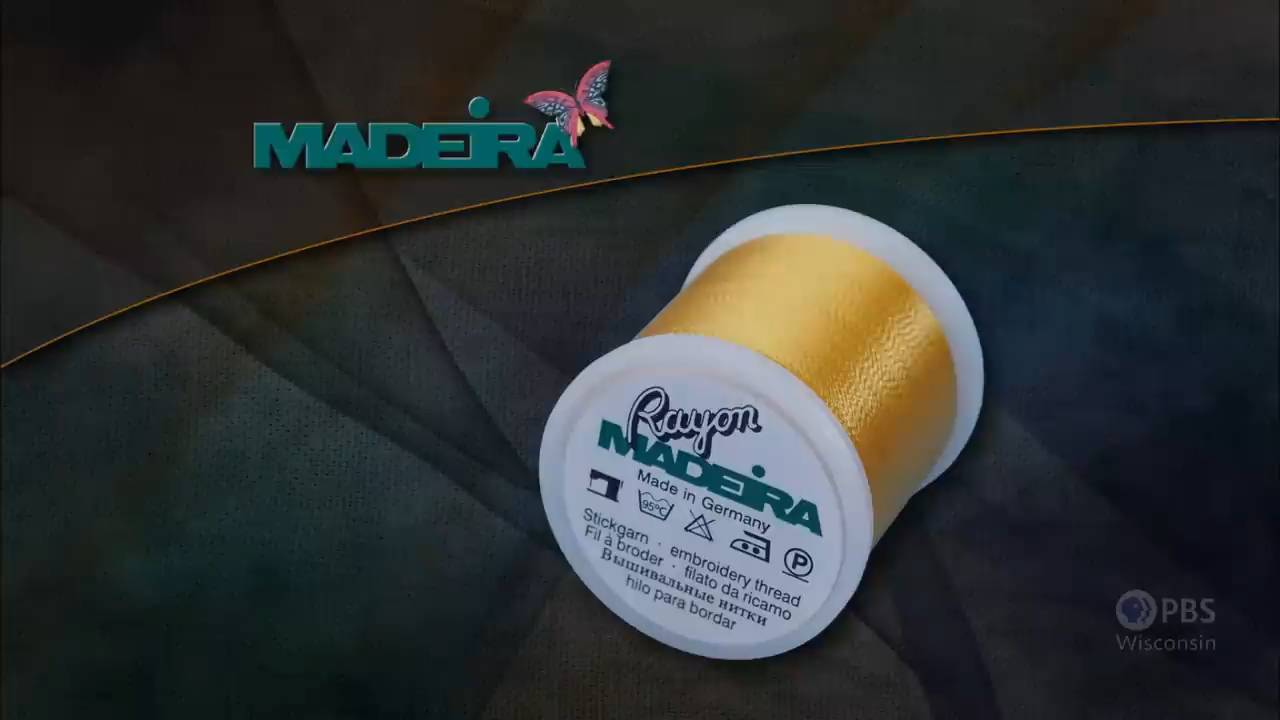 MADEIRA
Rayon
MADEIRA
Made in Germany
95°C
P
Stickgarn . embroidery thread
Fil à broder · filato da ricamo
Вышивальные нитки
hilo para bordar
PBS
Wisconsin